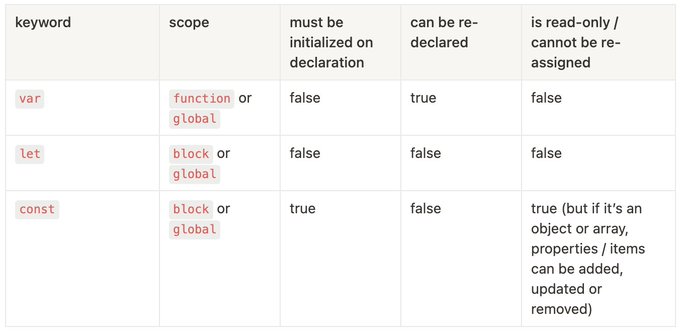 keyword
scope
must be
initialized on
declaration
can be re-
declared
is read-only /
cannot be re-
assigned
var
function or
global
false
true
false
let
block or
global
false
false
false
const
block or
global
true
false
true (but if it’s an
object or array,
properties / items
can be added,
updated or
removed)